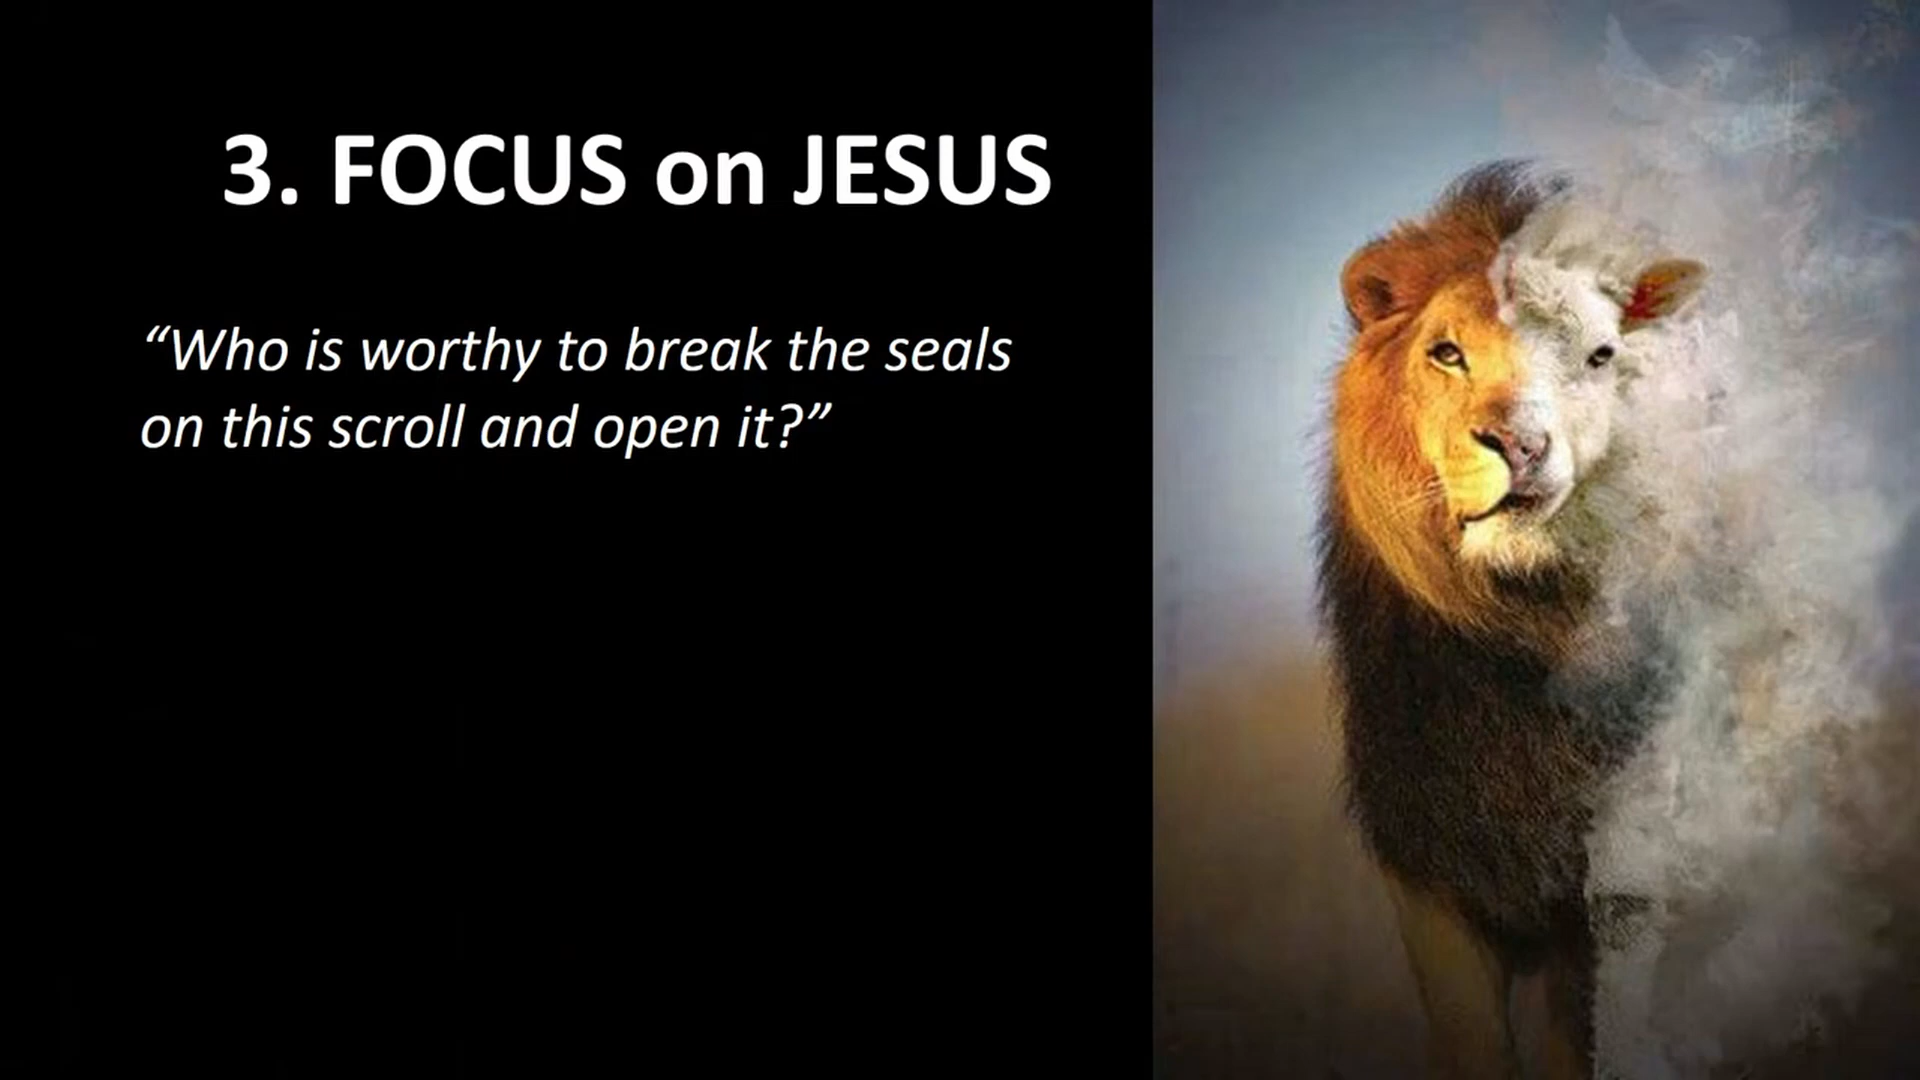 3. FOCUS on JESUS
“Who is worthy to break the seals
on this scroll and open it?”